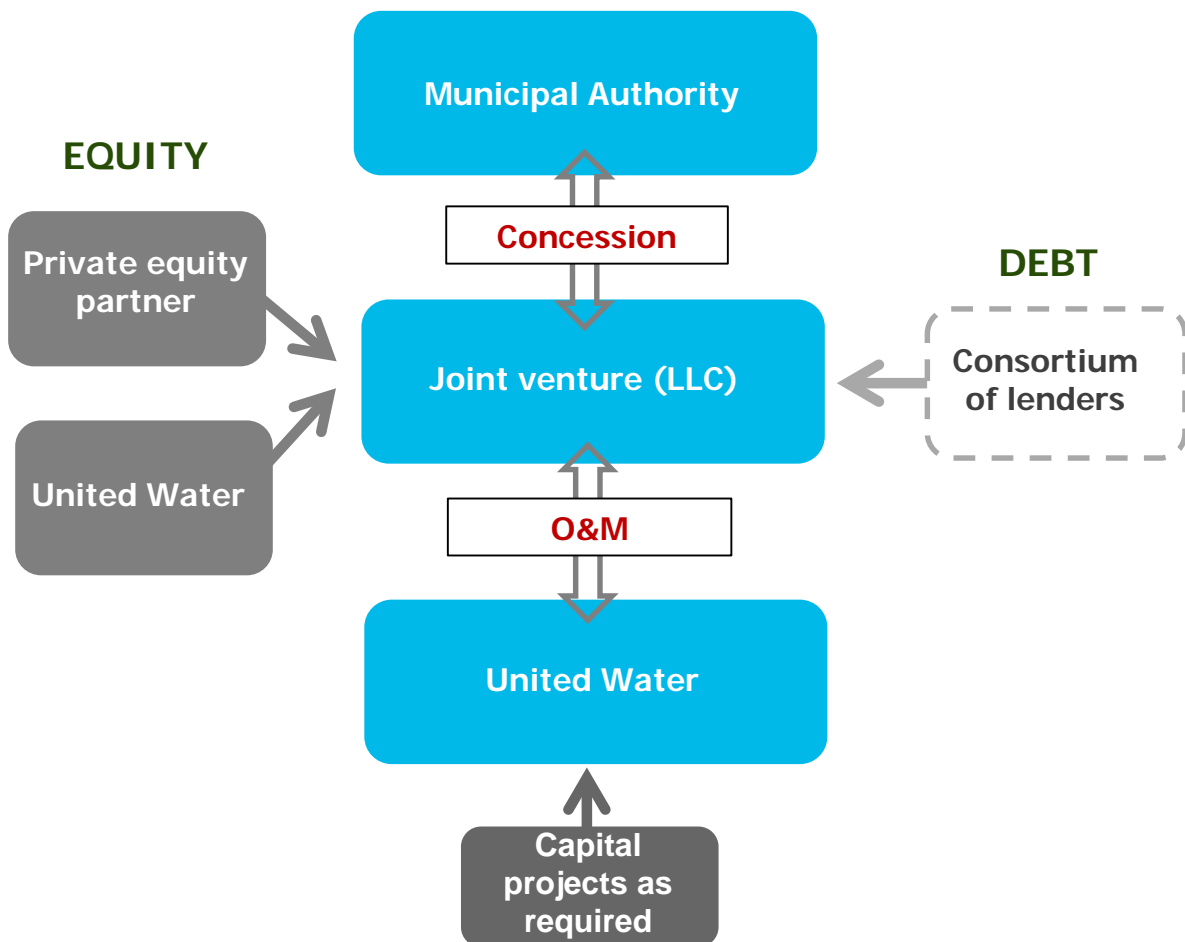 Municipal Authority
EQUITY
Concession
Private equity
partner
DEBT
Joint venture (LLC)
Consortium
of lenders
United Water
O&M
United Water
Capital
projects as
required